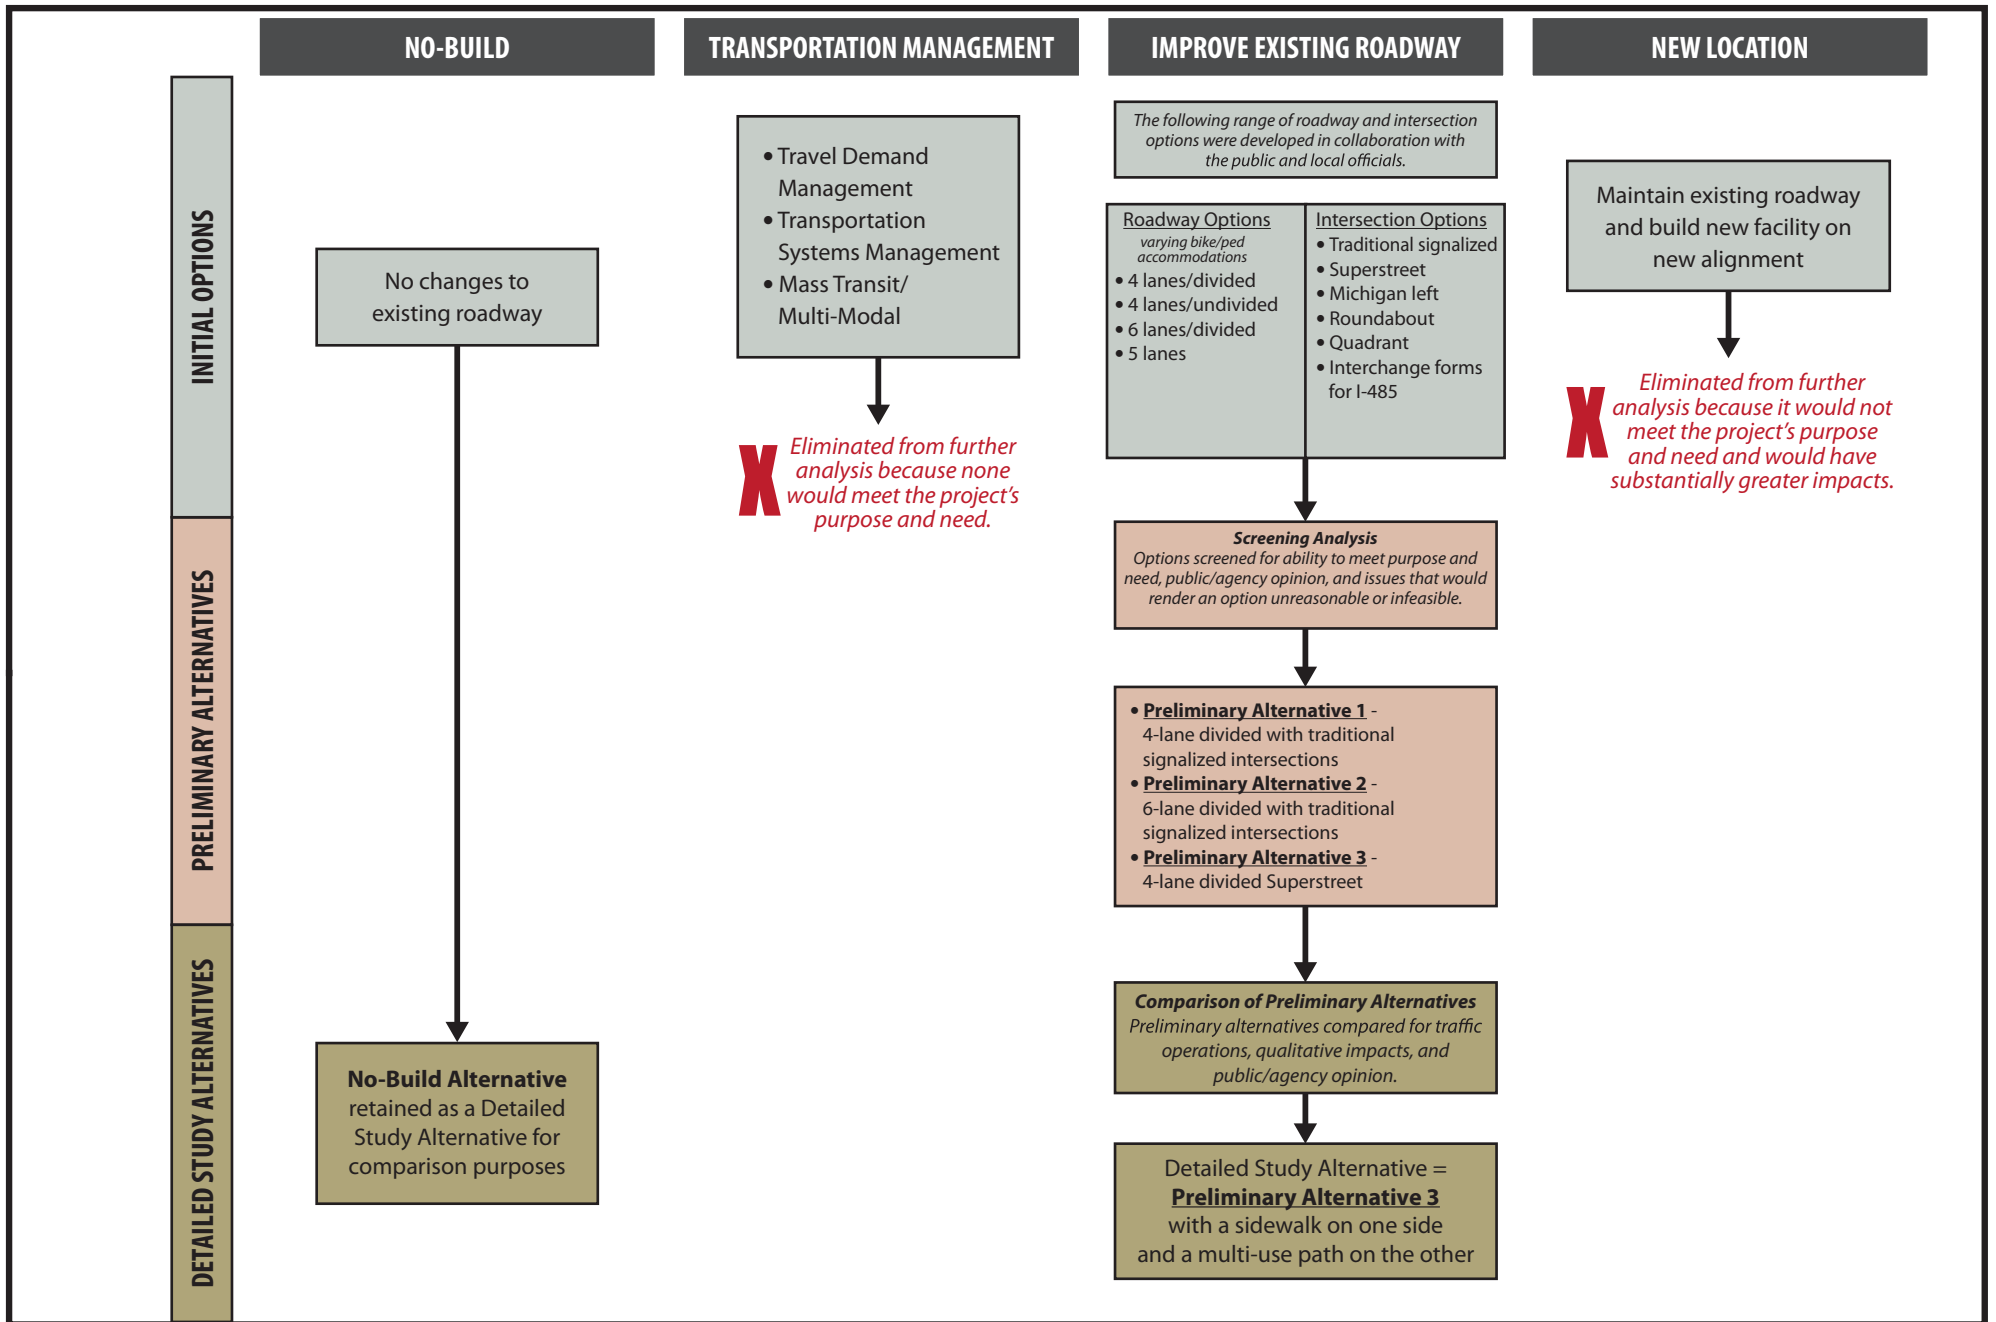 NO-BUILD
TRANSPORTATION MANAGEMENT
IMPROVE EXISTING ROADWAY
NEW LOCATION
INITIAL OPTIONS
PRELIMINARY ALTERNATIVES
DETAILED STUDY ALTERNATIVES
No changes to
existing roadway
No-Build Alternative
retained as a Detailed
Study Alternative for
comparison purposes
• Travel Demand
Management
• Transportation
Systems Management
• Mass Transit/
Multi-Modal
X
Eliminated from further
analysis because none
would meet the project's
purpose and need.
The following range of roadway and intersection
options were developed in collaboration with
the public and local officials.
Roadway Options
varying bike/ped
accommodations
• 4 lanes/divided
• 4 lanes/undivided
• 6 lanes/divided
• 5 lanes
Intersection Options
• Traditional signalized
• Superstreet
• Michigan left
• Roundabout
• Quadrant
• Interchange forms
for I-485
Screening Analysis
Options screened for ability to meet purpose and
need, public/agency opinion, and issues that would
render an option unreasonable or infeasible.
• Preliminary Alternative 1 -
4-lane divided with traditional
signalized intersections
• Preliminary Alternative 2 -
6-lane divided with traditional
signalized intersections
• Preliminary Alternative 3 -
4-lane divided Superstreet
Comparison of Preliminary Alternatives
Preliminary alternatives compared for traffic
operations, qualitative impacts, and
public/agency opinion.
Detailed Study Alternative =
Preliminary Alternative 3
with a sidewalk on one side
and a multi-use path on the other
Maintain existing roadway
and build new facility on
new alignment
X
Eliminated from further
analysis because it would not
meet the project's purpose
and need and would have
substantially greater impacts.